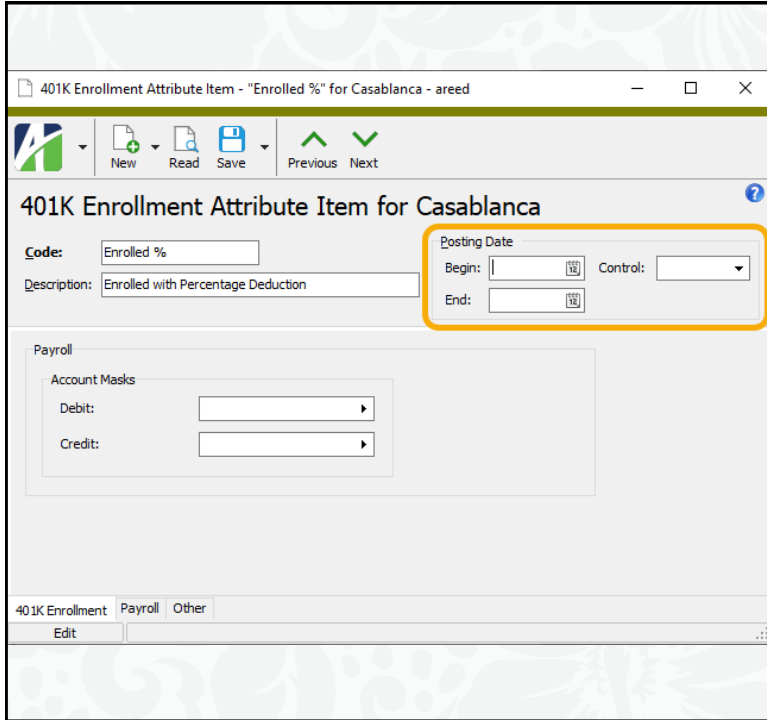 401K Enrollment Attribute Item - "Enrolled %" for Casablanca - areed
New Read Save Previous Next
401K Enrollment Attribute Item for Casablanca
?
Code: Enrolled %
Description: Enrolled with Percentage Deduction
Posting Date
Begin: 12 Control:
End: 12
Payroll
Account Masks
Debit:
Credit:
401K Enrollment Payroll Other
Edit